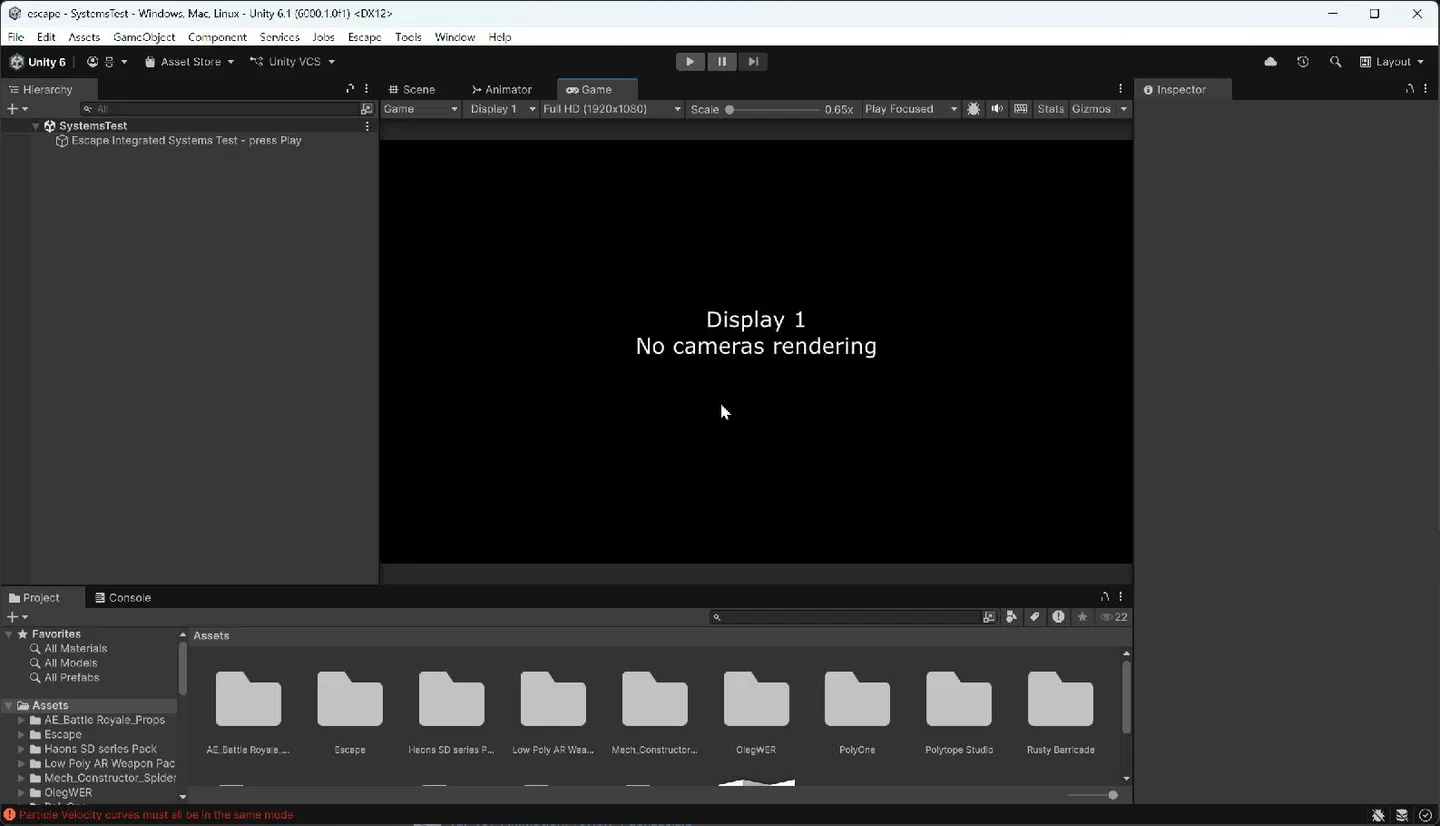 escape - SystemsTest - Windows, Mac, Linux - Unity 6.1 (6000.1.0f1) <DX12>
File Edit Assets GameObject Component Services Jobs Escape Tools Window Help
Unity 6 Asset Store Unity VCS Layout
Hierarchy
All
SystemsTest
Escape Integrated Systems Test - press Play
Scene Animator Game
Game Display 1 Full HD (1920x1080) Scale 0.65x Play Focused Stats Gizmos
Display 1
No cameras rendering
Inspector
Project Console
22
Favorites
All Materials
All Models
All Prefabs
Assets
AE_Battle Royale_Props
Escape
Haons SD series Pack
Low Poly AR Weapon Pac
Mech_Constructor_Spider
OlegWER
Assets
AE_Battle Royale_...
Escape
Haons SD series P...
Low Poly AR Wea...
Mech_Constructor...
OlegWER
PolyOne
Polytope Studio
Rusty Barricade
Particle Velocity curves must all be in the same mode